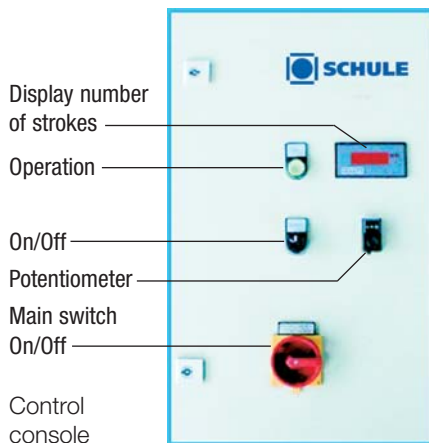 SCHULE
Display number
of strokes
Operation
On/Off
Potentiometer
Main switch
On/Off
Control
console